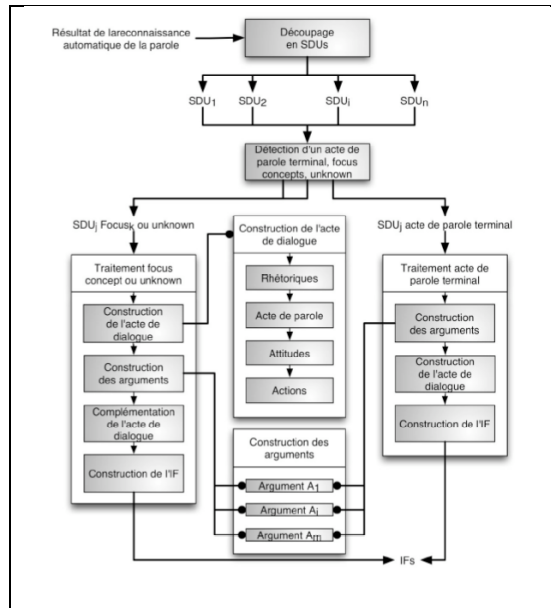 Résultat de lareconnaissance
automatique de la parole
Découpage
en SDUs
SDU1
SDU2
SDUi
SDUn
Détection d'un acte de
parole terminal, focus
concepts, unknown
SDUj Focusk ou unknown
SDUj acte de parole terminal
Traitement focus
concept ou unknown
Construction
de l'acte de
dialogue
Construction
des arguments
Complémentation
de l'acte de
dialogue
Construction de l'IF
Construction de l'acte
de dialogue
Rhétoriques
Acte de parole
Attitudes
Actions
Construction des
arguments
Argument A1
Argument Ai
Argument Am
Traitement acte de
parole terminal
Construction
des arguments
Construction
de l'acte de
dialogue
Construction de l'IF
IFs